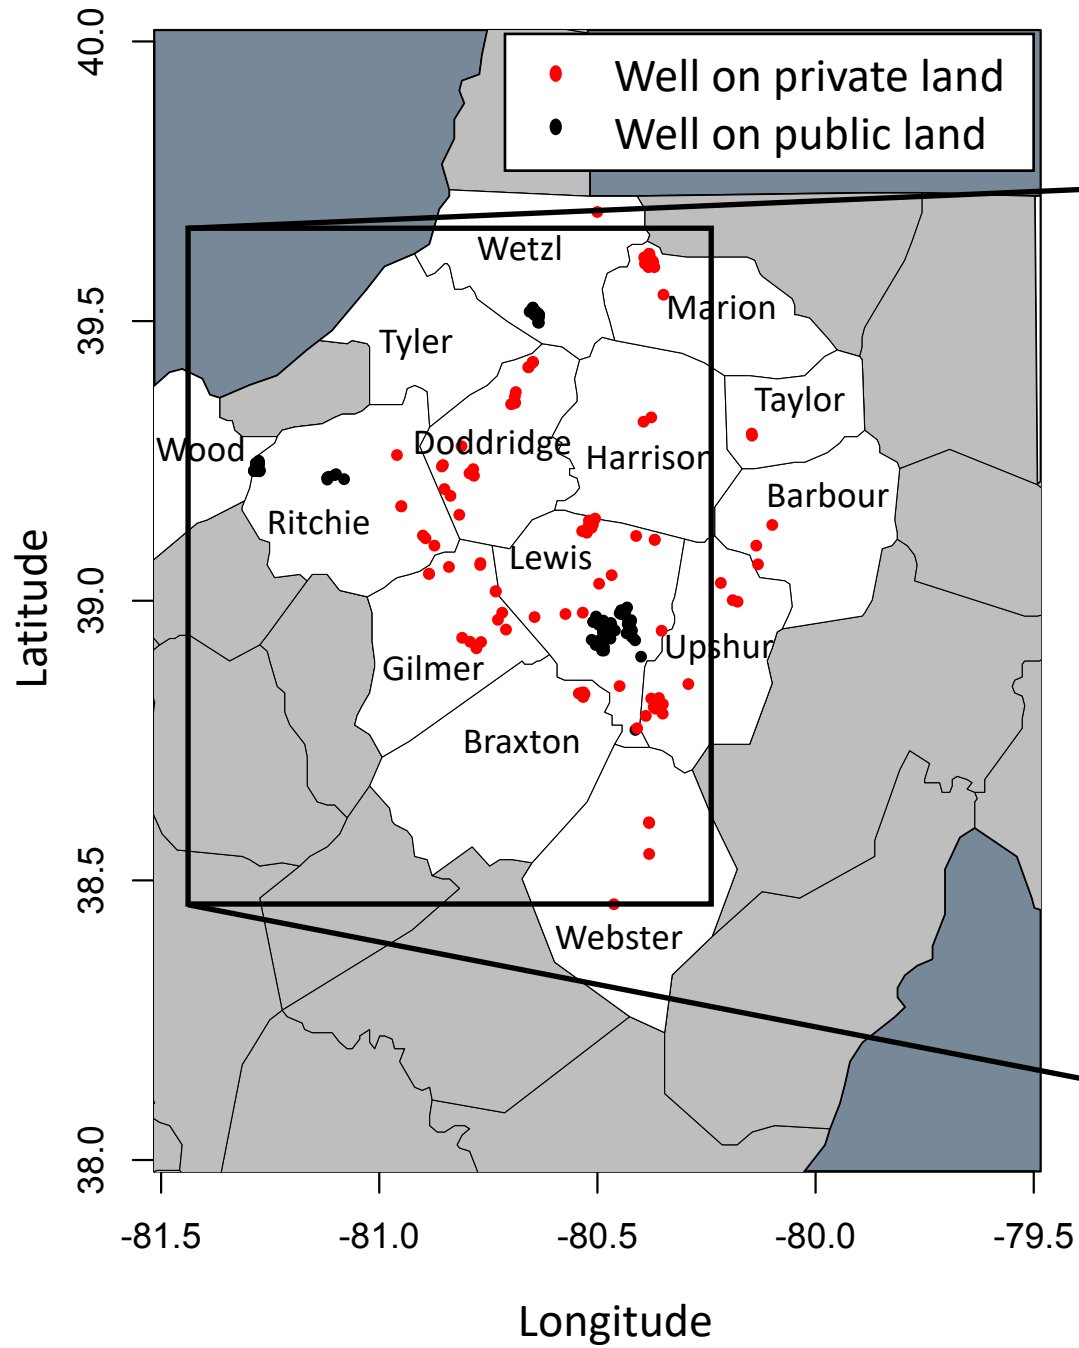 Well on private land
Well on public land
40.0
39.5
39.0
38.5
38.0
Latitude
Wetzl
Marion
Tyler
Taylor
Doddridge
Wood
Harrison
Barbour
Ritchie
Lewis
Upshur
Gilmer
Braxton
Webster
-81.5 -81.0 -80.5 -80.0 -79.5
Longitude